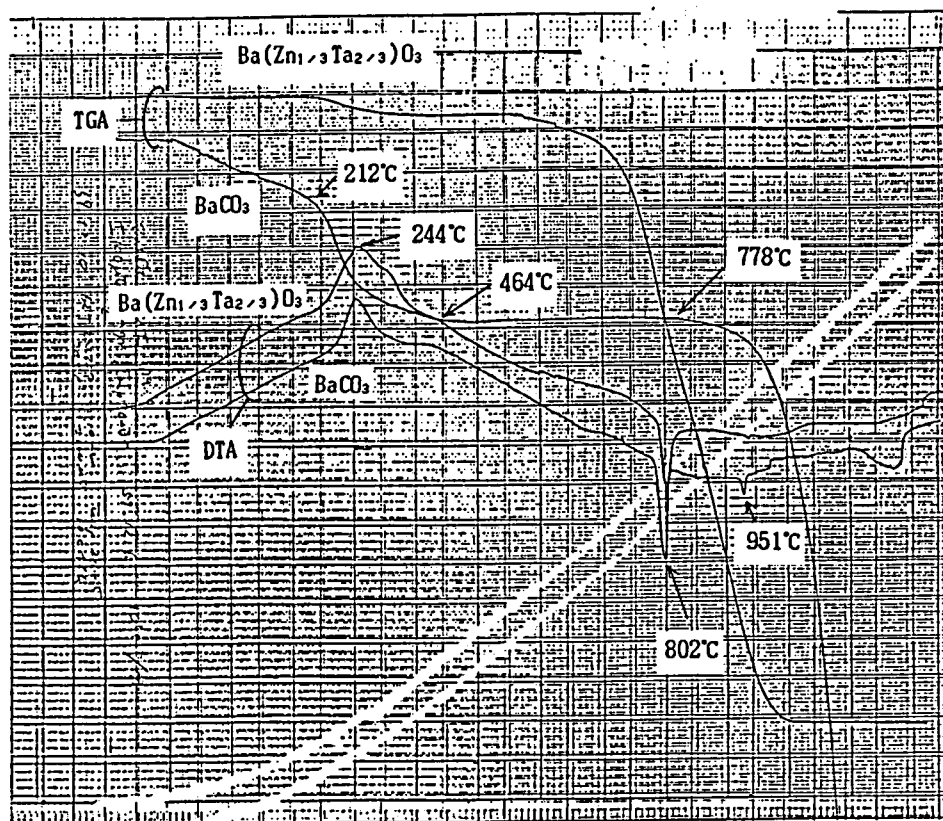 Ba(Zn₁/₃Ta₂/₃)O₃
TGA
212℃
BaCO₃
244℃
778℃
464℃
Ba(Zn₁/₃Ta₂/₃)O₃
BaCO₃
DTA
951℃
802℃